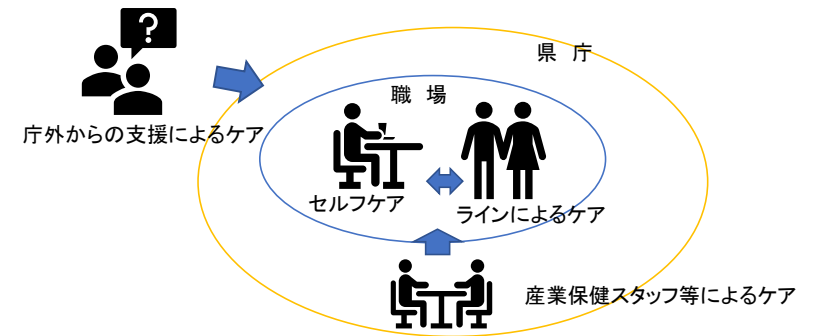 ?
県 庁
職 場
庁外からの支援によるケア
セルフケア
ラインによるケア
産業保健スタッフ等によるケア